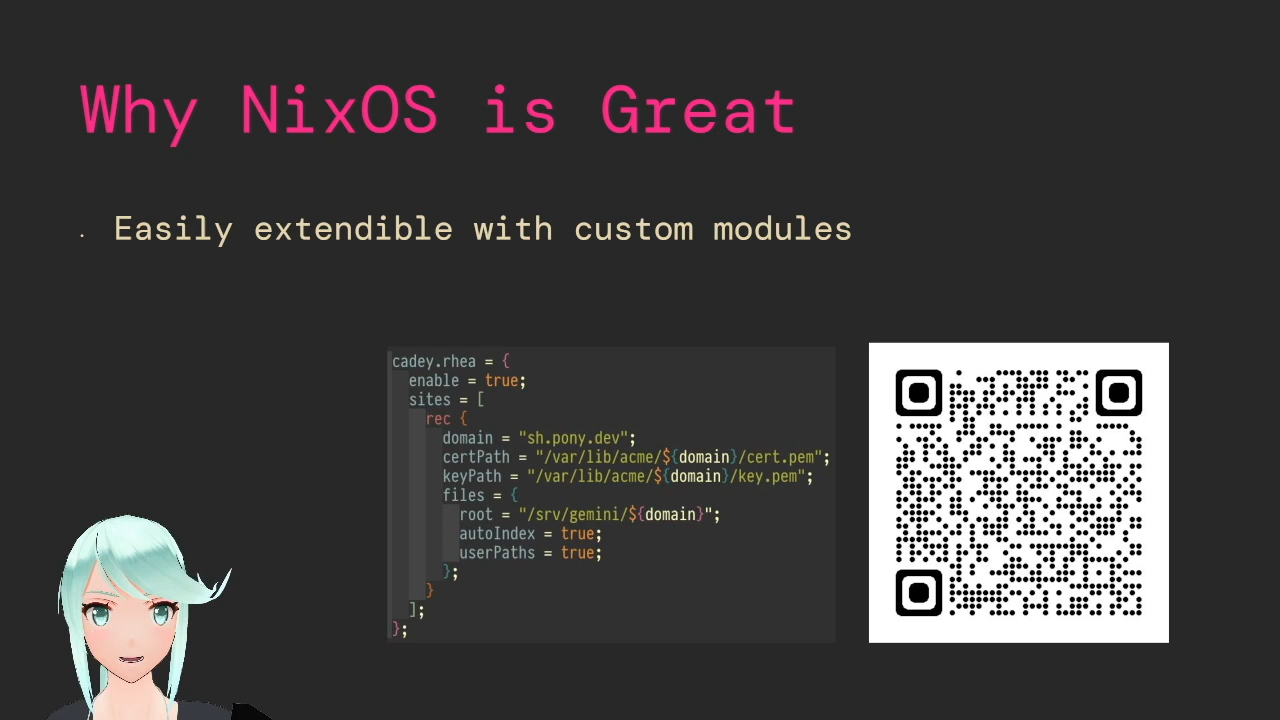 Why NixOS is Great
· Easily extendible with custom modules
cadey.rhea = {
enable = true;
sites = [
rec {
domain = "sh.pony.dev";
certPath = "/var/lib/acme/${domain}/cert.pem";
keyPath = "/var/lib/acme/${domain}/key.pem";
files = {
root = "/srv/gemini/${domain}";
autoIndex = true;
userPaths = true;
};
}
];
};